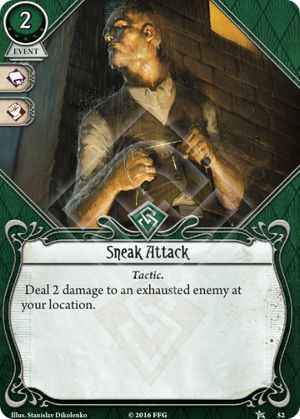 2
EVENT
Sneak Attack
Tactic.
Deal 2 damage to an exhausted enemy at
your location.
Illus. Stanislav Dikolenko
© 2016 FFG
52